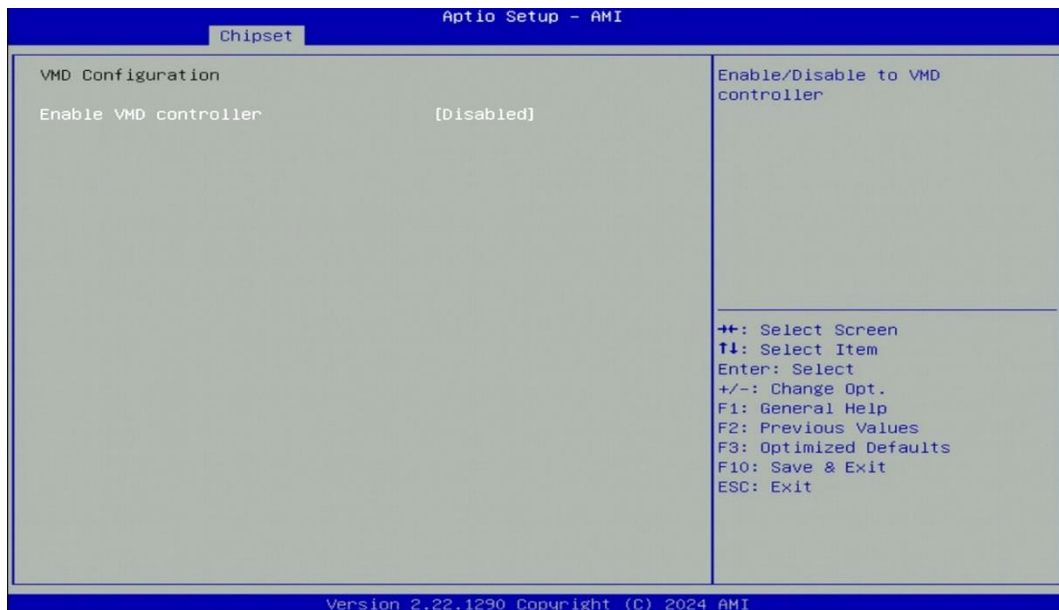 Aptio Setup - AMI
Chipset
VMD Configuration
Enable VMD controller [Disabled]
Enable/Disable to VMD
controller
→←: Select Screen
↑↓: Select Item
Enter: Select
+/-: Change Opt.
F1: General Help
F2: Previous Values
F3: Optimized Defaults
F10: Save & Exit
ESC: Exit
Version 2.22.1290 Copyright (C) 2024 AMI